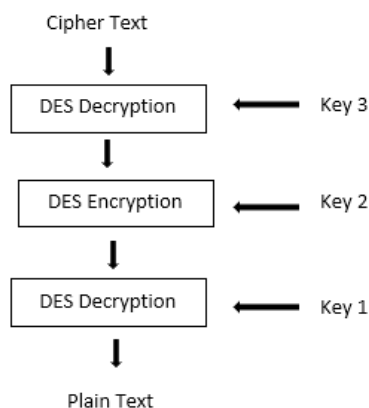 Cipher Text
DES Decryption
Key 3
DES Encryption
Key 2
DES Decryption
Key 1
Plain Text